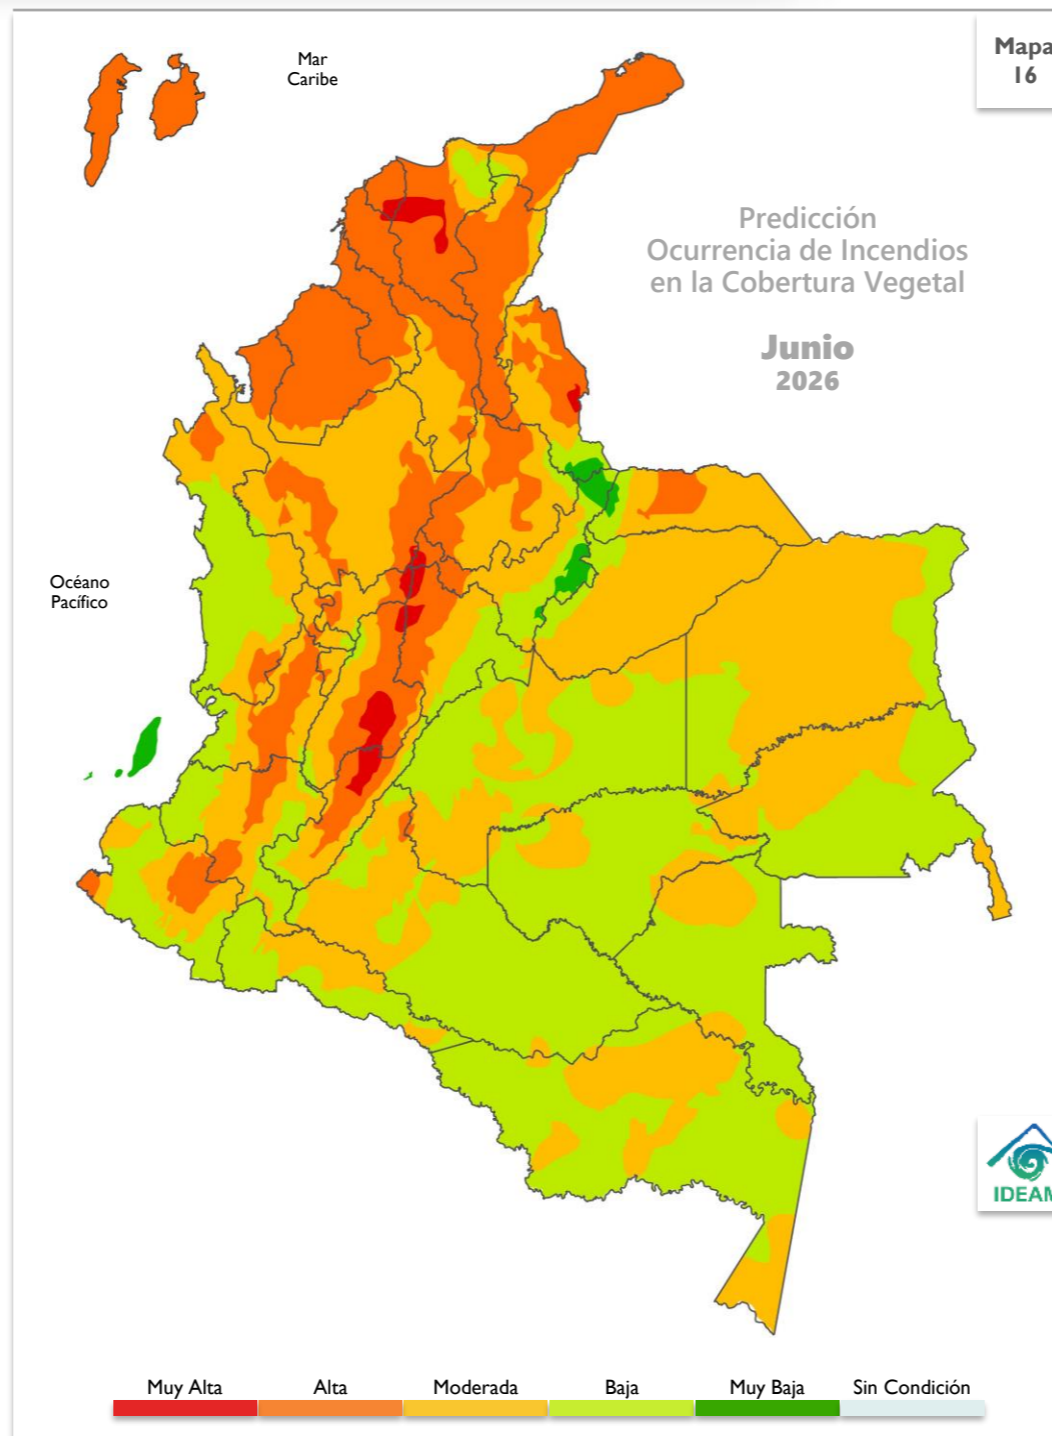 Mapa
16
Mar
Caribe
Predicción
Ocurrencia de Incendios
en la Cobertura Vegetal
Junio
2026
Océano
Pacífico
IDEAM
Muy Alta
Alta
Moderada
Baja
Muy Baja
Sin Condición